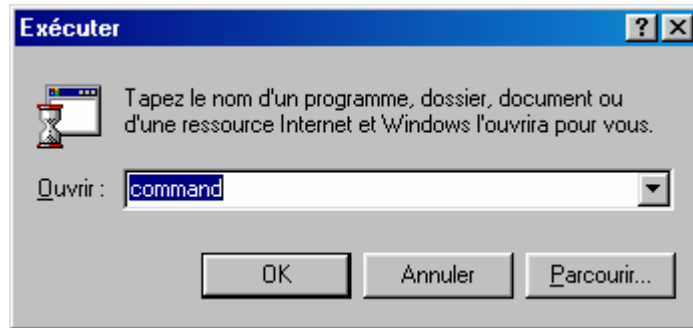 Exécuter
Tapez le nom d'un programme, dossier, document ou
d'une ressource Internet et Windows l'ouvrira pour vous.
Ouvrir : command
OK Annuler Parcourir...